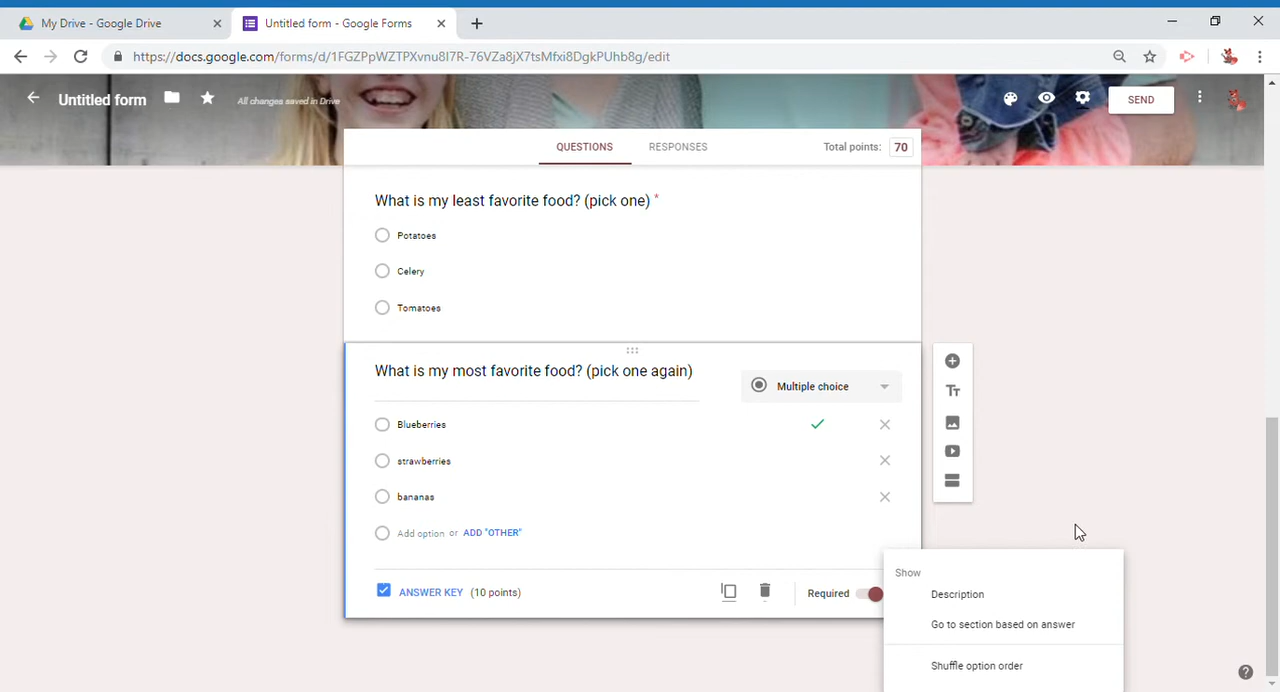 My Drive - Google Drive
Untitled form - Google Forms
https://docs.google.com/forms/d/1FGZPpWZTPXvnu8I7R-76VZa8jX7tsMfxi8DgkPUhb8g/edit
Untitled form
All changes saved in Drive
SEND
QUESTIONS
RESPONSES
Total points: 70
What is my least favorite food? (pick one) *
Potatoes
Celery
Tomatoes
What is my most favorite food? (pick one again)
Multiple choice
Blueberries
strawberries
bananas
Add option or ADD "OTHER"
ANSWER KEY (10 points)
Required
Show
Description
Go to section based on answer
Shuffle option order